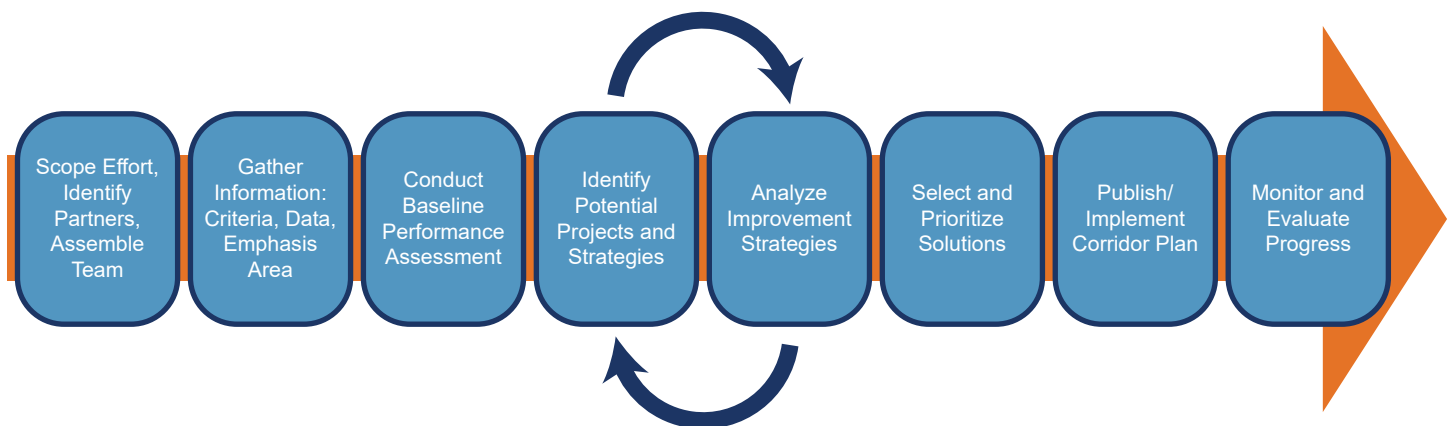 Scope Effort,
Identify
Partners,
Assemble
Team
Gather
Information:
Criteria, Data,
Emphasis
Area
Conduct
Baseline
Performance
Assessment
Identify
Potential
Projects and
Strategies
Analyze
Improvement
Strategies
Select and
Prioritize
Solutions
Publish/
Implement
Corridor Plan
Monitor and
Evaluate
Progress